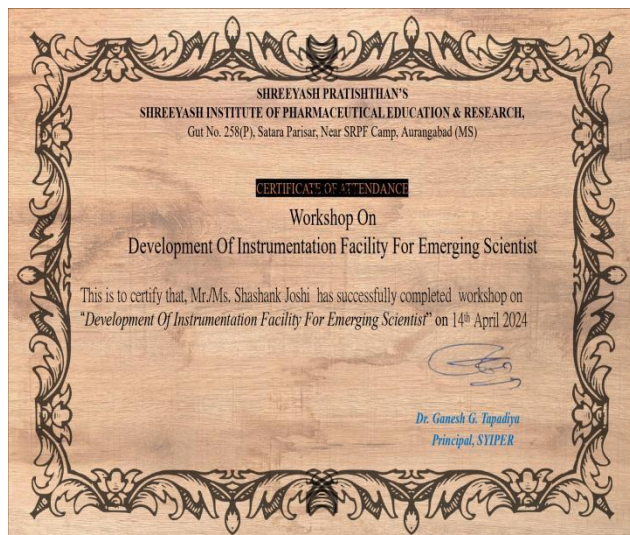 SHREEYASH PRATISHTHAN'S
SHREEYASH INSTITUTE OF PHARMACEUTICAL EDUCATION & RESEARCH,
Gut No. 258(P), Satara Parisar, Near SRPF Camp, Aurangabad (MS)
CERTIFICATE OF ATTENDANCE
Workshop On
Development Of Instrumentation Facility For Emerging Scientist
This is to certify that, Mr./Ms. Shashank Joshi has successfully completed workshop on
"Development Of Instrumentation Facility For Emerging Scientist" on 14th April 2024
Dr. Ganesh G. Tapadiya
Principal, SYIPER